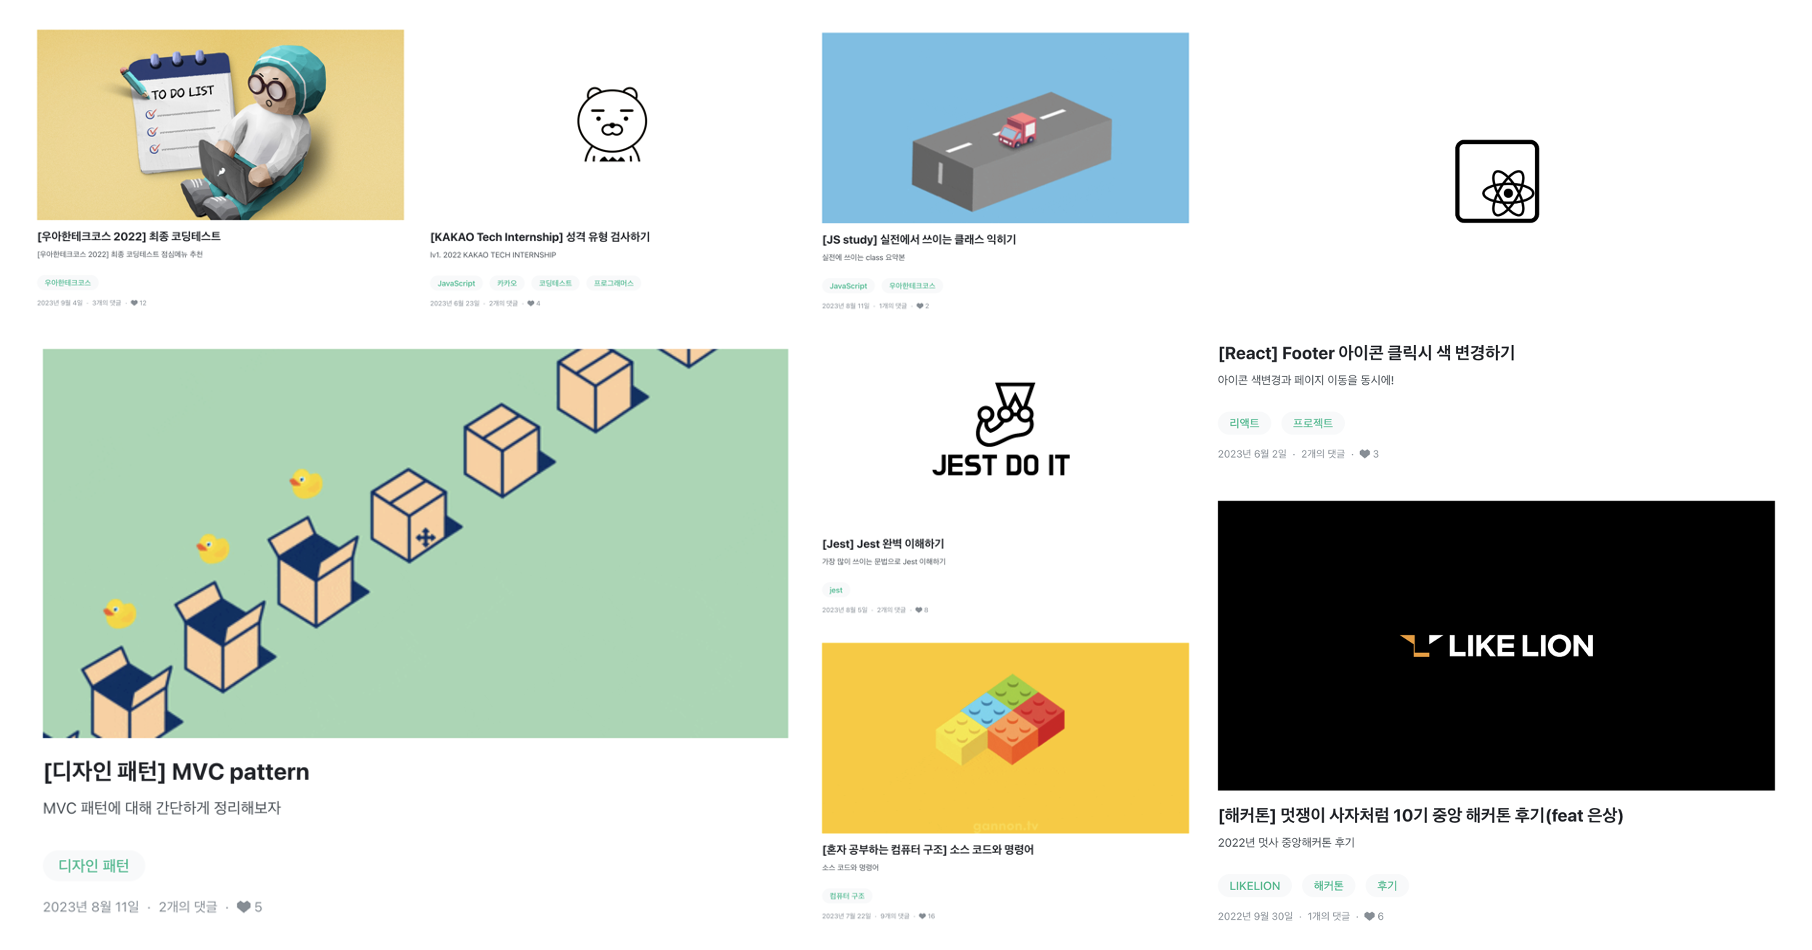 TO DO LIST
[우아한테크코스 2022] 최종 코딩테스트
[우아한테크코스 2022] 최종 코딩테스트 점심메뉴 추천
우아한테크코스
2023년 9월 4일 · 3개의 댓글 · ♥ 12
[KAKAO Tech Internship] 성격 유형 검사하기
lv1. 2022 KAKAO TECH INTERNSHIP
JavaScript 카카오 코딩테스트 프로그래머스
2023년 6월 23일 · 2개의 댓글 · ♥ 4
[디자인 패턴] MVC pattern
MVC 패턴에 대해 간단하게 정리해보자
디자인 패턴
2023년 8월 11일 · 2개의 댓글 · ♥ 5
[JS study] 실전에서 쓰이는 클래스 익히기
실전에 쓰이는 class 요약본
JavaScript 우아한테크코스
2023년 8월 11일 · 1개의 댓글 · ♥ 2
JEST DO IT
[Jest] Jest 완벽 이해하기
가장 많이 쓰이는 문법으로 Jest 이해하기
jest
2023년 8월 5일 · 2개의 댓글 · ♥ 8
gannon.tv
[혼자 공부하는 컴퓨터 구조] 소스 코드와 명령어
소스 코드와 명령어
컴퓨터 구조
2023년 7월 22일 · 9개의 댓글 · ♥ 16
[React] Footer 아이콘 클릭시 색 변경하기
아이콘 색변경과 페이지 이동을 동시에!
리액트 프로젝트
2023년 6월 2일 · 2개의 댓글 · ♥ 3
LIKE LION
[해커톤] 멋쟁이 사자처럼 10기 중앙 해커톤 후기(feat 은상)
2022년 멋사 중앙해커톤 후기
LIKELION 해커톤 후기
2022년 9월 30일 · 1개의 댓글 · ♥ 6